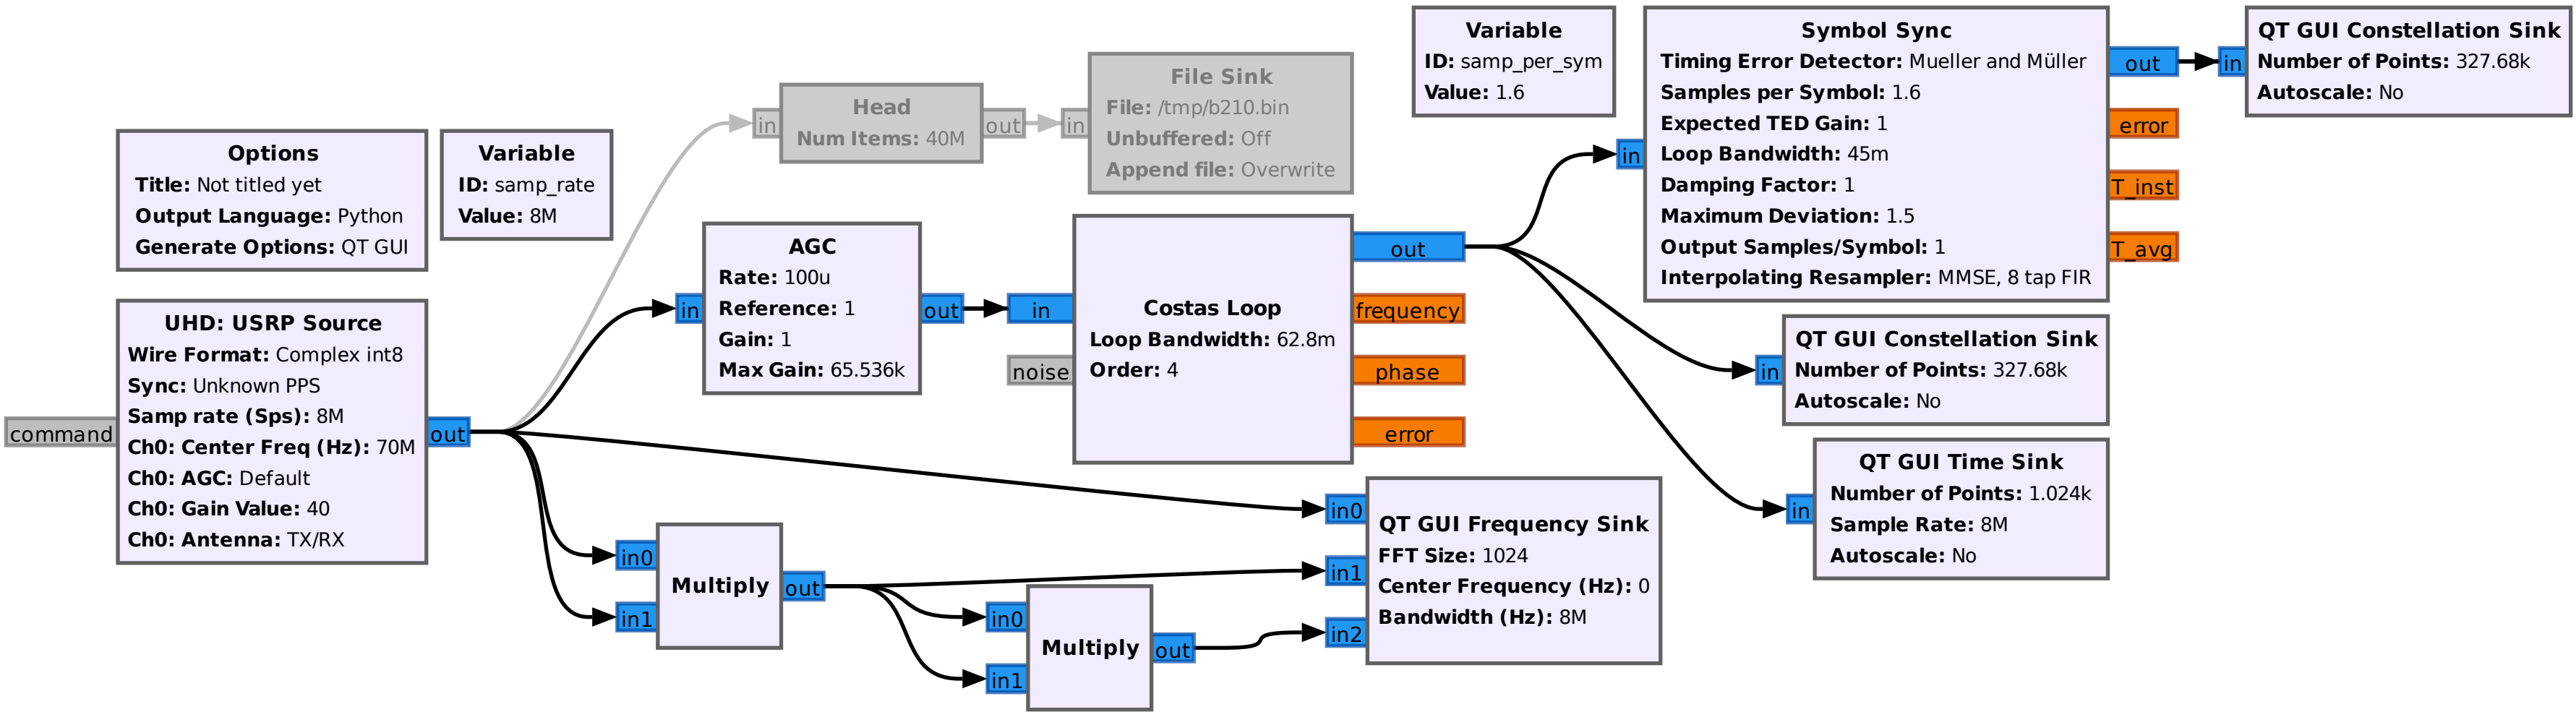 Options
Title: Not titled yet
Output Language: Python
Generate Options: QT GUI
Variable
ID: samp_rate
Value: 8M
command
UHD: USRP Source
Wire Format: Complex int8
Sync: Unknown PPS
Samp rate (Sps): 8M
Ch0: Center Freq (Hz): 70M
Ch0: AGC: Default
Ch0: Gain Value: 40
Ch0: Antenna: TX/RX
out
in
Head
Num Items: 40M
out
in
File Sink
File: /tmp/b210.bin
Unbuffered: Off
Append file: Overwrite
in
AGC
Rate: 100u
Reference: 1
Gain: 1
Max Gain: 65.536k
out
in
noise
Costas Loop
Loop Bandwidth: 62.8m
Order: 4
out
frequency
phase
error
in0
in1
Multiply
out
in0
in1
Multiply
out
in0
in1
in2
QT GUI Frequency Sink
FFT Size: 1024
Center Frequency (Hz): 0
Bandwidth (Hz): 8M
Variable
ID: samp_per_sym
Value: 1.6
in
Symbol Sync
Timing Error Detector: Mueller and Müller
Samples per Symbol: 1.6
Expected TED Gain: 1
Loop Bandwidth: 45m
Damping Factor: 1
Maximum Deviation: 1.5
Output Samples/Symbol: 1
Interpolating Resampler: MMSE, 8 tap FIR
out
error
T_inst
T_avg
in
QT GUI Constellation Sink
Number of Points: 327.68k
Autoscale: No
in
QT GUI Constellation Sink
Number of Points: 327.68k
Autoscale: No
in
QT GUI Time Sink
Number of Points: 1.024k
Sample Rate: 8M
Autoscale: No